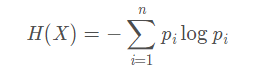 H(X) = − ∑_{i=1}^{n} p_i log p_i